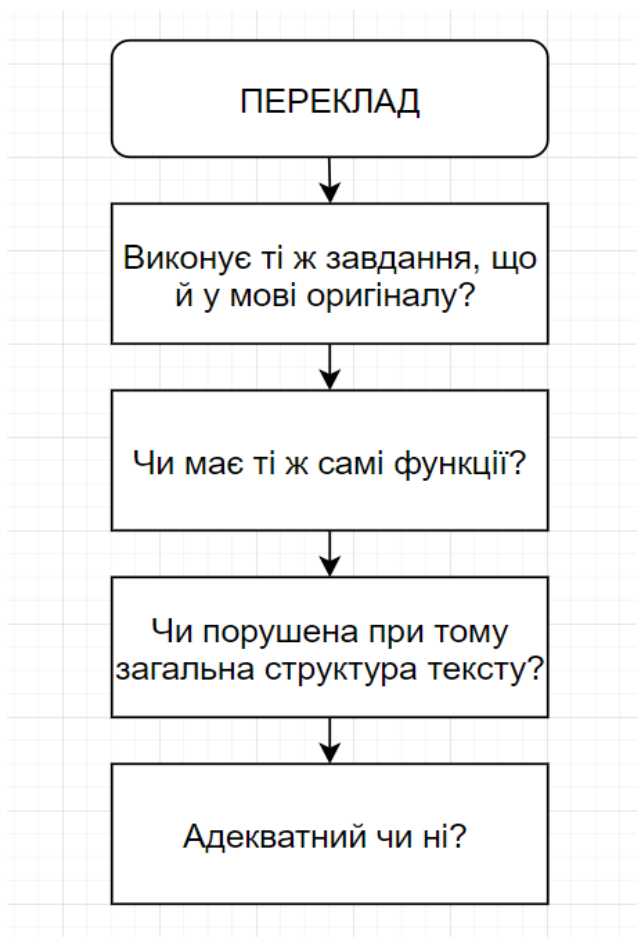 ПЕРЕКЛАД
Виконує ті ж завдання, що
й у мові оригіналу?
Чи має ті ж самі функції?
Чи порушена при тому
загальна структура тексту?
Адекватний чи ні?